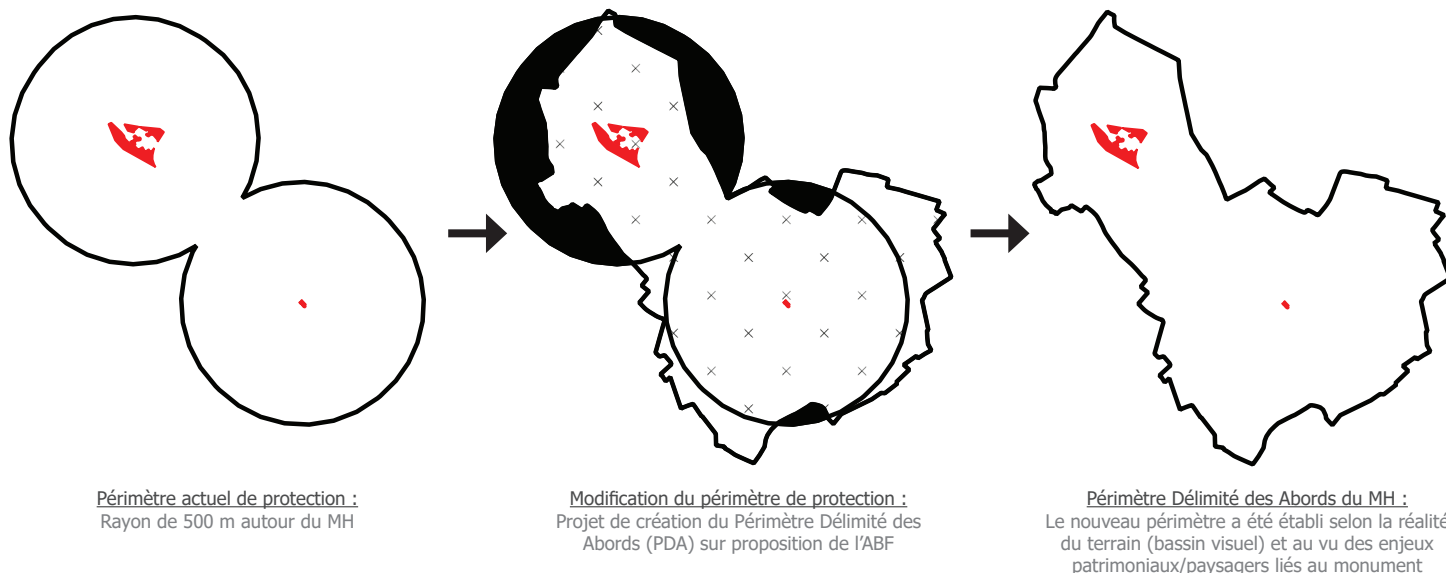 Périmètre actuel de protection :
Rayon de 500 m autour du MH
Modification du périmètre de protection :
Projet de création du Périmètre Délimité des
Abords (PDA) sur proposition de l'ABF
Périmètre Délimité des Abords du MH :
Le nouveau périmètre a été établi selon la réalité
du terrain (bassin visuel) et au vu des enjeux
patrimoniaux/paysagers liés au monument